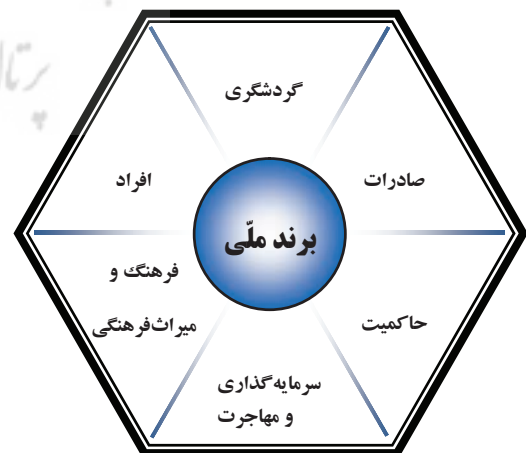 گردشگری
صادرات
افراد
برند ملّی
فرهنگ و
میراث‌فرهنگی
حاکمیت
سرمایه‌گذاری
و مهاجرت